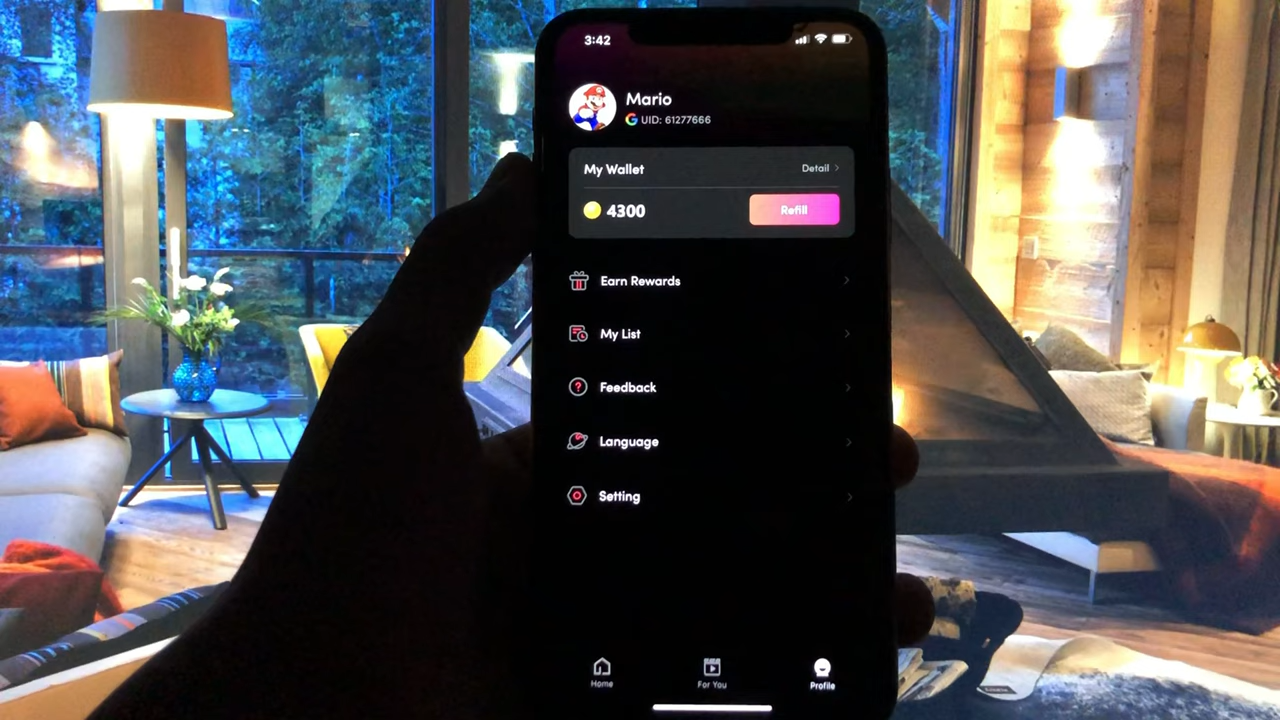 3:42
Mario
UID: 61277666
My Wallet
Detail
4300
Refill
Earn Rewards
My List
Feedback
Language
Setting
Home
For You
Profile